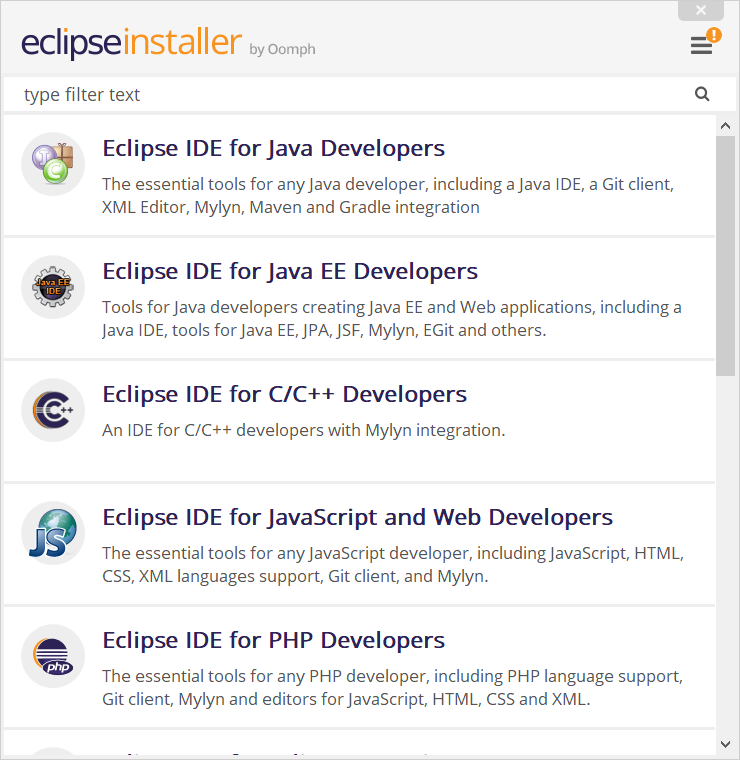 eclipseinstaller by Oomph
type filter text
Eclipse IDE for Java Developers
The essential tools for any Java developer, including a Java IDE, a Git client,
XML Editor, Mylyn, Maven and Gradle integration
Java EE
IDE
Eclipse IDE for Java EE Developers
Tools for Java developers creating Java EE and Web applications, including a
Java IDE, tools for Java EE, JPA, JSF, Mylyn, EGit and others.
C++
Eclipse IDE for C/C++ Developers
An IDE for C/C++ developers with Mylyn integration.
JS
Eclipse IDE for JavaScript and Web Developers
The essential tools for any JavaScript developer, including JavaScript, HTML,
CSS, XML languages support, Git client, and Mylyn.
php
Eclipse IDE for PHP Developers
The essential tools for any PHP developer, including PHP language support,
Git client, Mylyn and editors for JavaScript, HTML, CSS and XML.